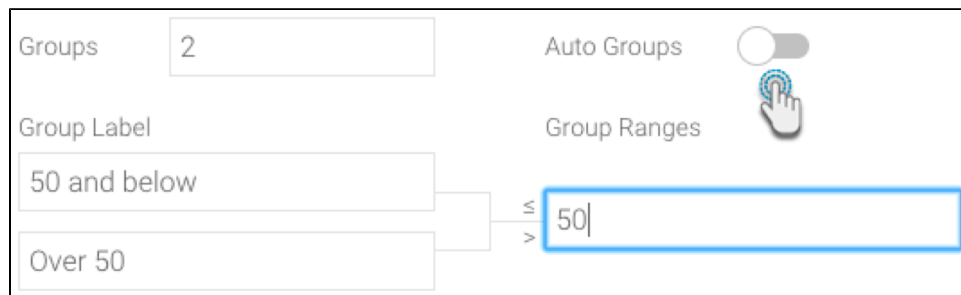 Groups 2 Auto Groups
Group Label Group Ranges
50 and below
≤ 50
>
Over 50